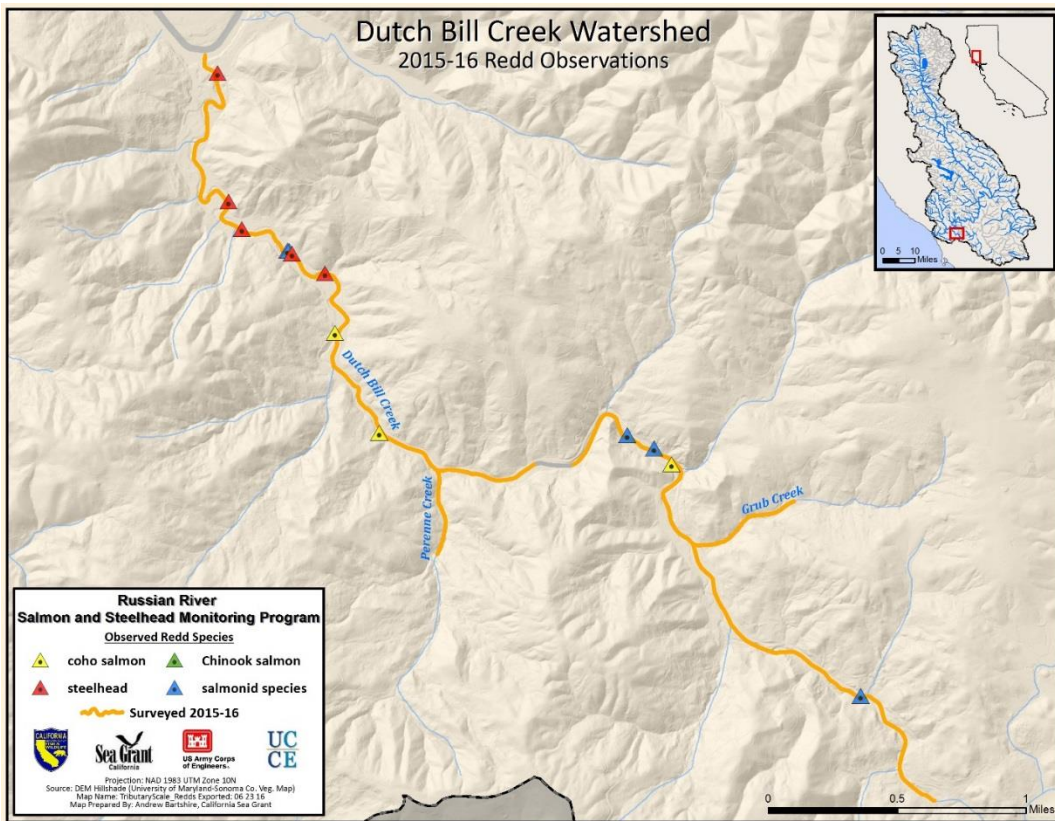 Dutch Bill Creek Watershed
2015-16 Redd Observations
0 5 10
Miles
Dutch Bill Creek
Perenne Creek
Grub Creek
Russian River
Salmon and Steelhead Monitoring Program
Observed Redd Species
coho salmon
Chinook salmon
steelhead
salmonid species
Surveyed 2015-16
CALIFORNIA
Sea Grant
California
US Army Corps
of Engineers®
UC
CE
Projection: NAD 1983 UTM Zone 10N
Source: DEM Hillshade (University of Maryland-Sonoma Co. Veg. Map)
Map Name: TributaryScale_Redds Exported: 06 23 16
Map Prepared By: Andrew Bartshire, California Sea Grant
0 0.5 1
Miles